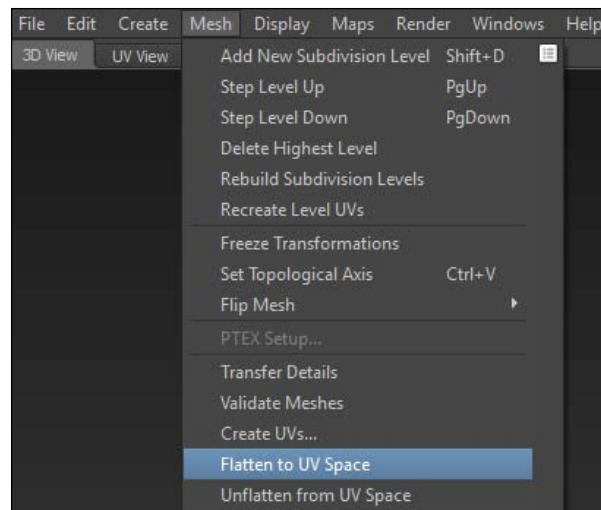 File Edit Create Mesh Display Maps Render Windows Help
3D View UV View
Add New Subdivision Level Shift+D
Step Level Up PgUp
Step Level Down PgDown
Delete Highest Level
Rebuild Subdivision Levels
Recreate Level UVs
Freeze Transformations
Set Topological Axis Ctrl+V
Flip Mesh
PTEX Setup...
Transfer Details
Validate Meshes
Create UVs...
Flatten to UV Space
Unflatten from UV Space